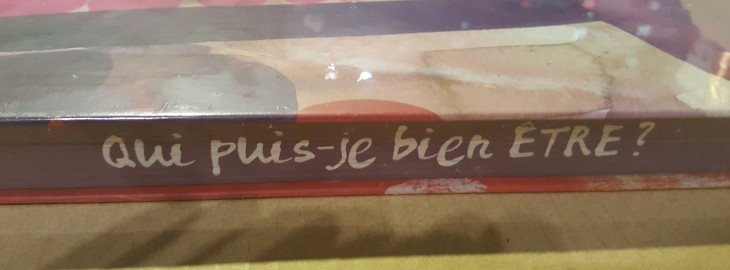 Qui puis-je bien ÊTRE ?